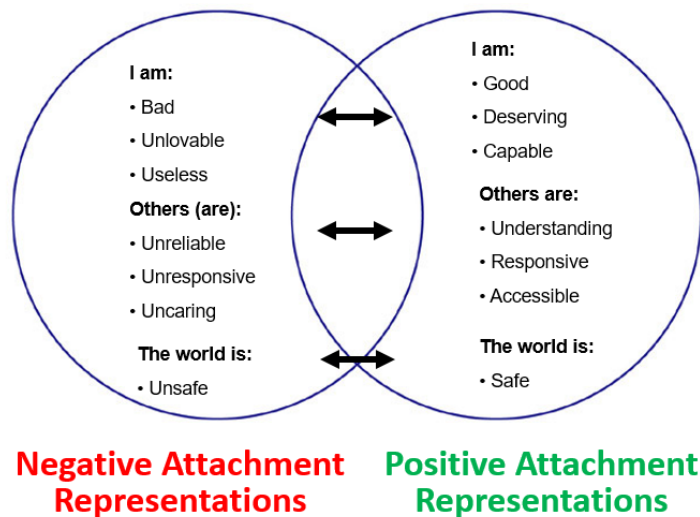 I am:
• Bad
• Unlovable
• Useless
Others (are):
• Unreliable
• Unresponsive
• Uncaring
The world is:
• Unsafe
I am:
• Good
• Deserving
• Capable
Others are:
• Understanding
• Responsive
• Accessible
The world is:
• Safe
Negative Attachment
Representations
Positive Attachment
Representations